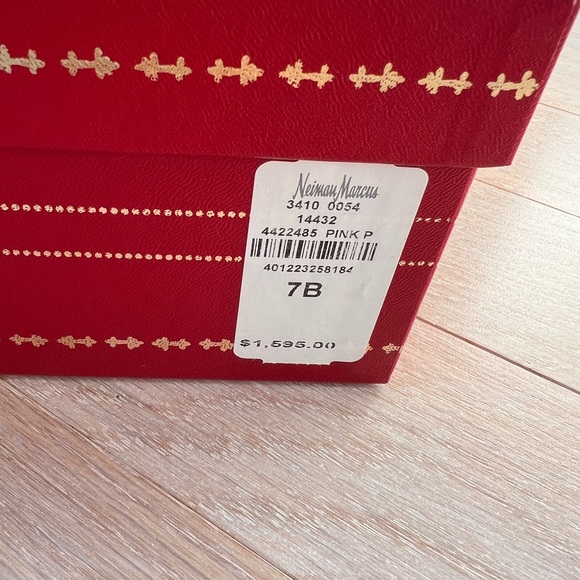 Neiman Marcus
3410 0054
14432
4422485 PINK P
401223258184
7B
$1,595.00